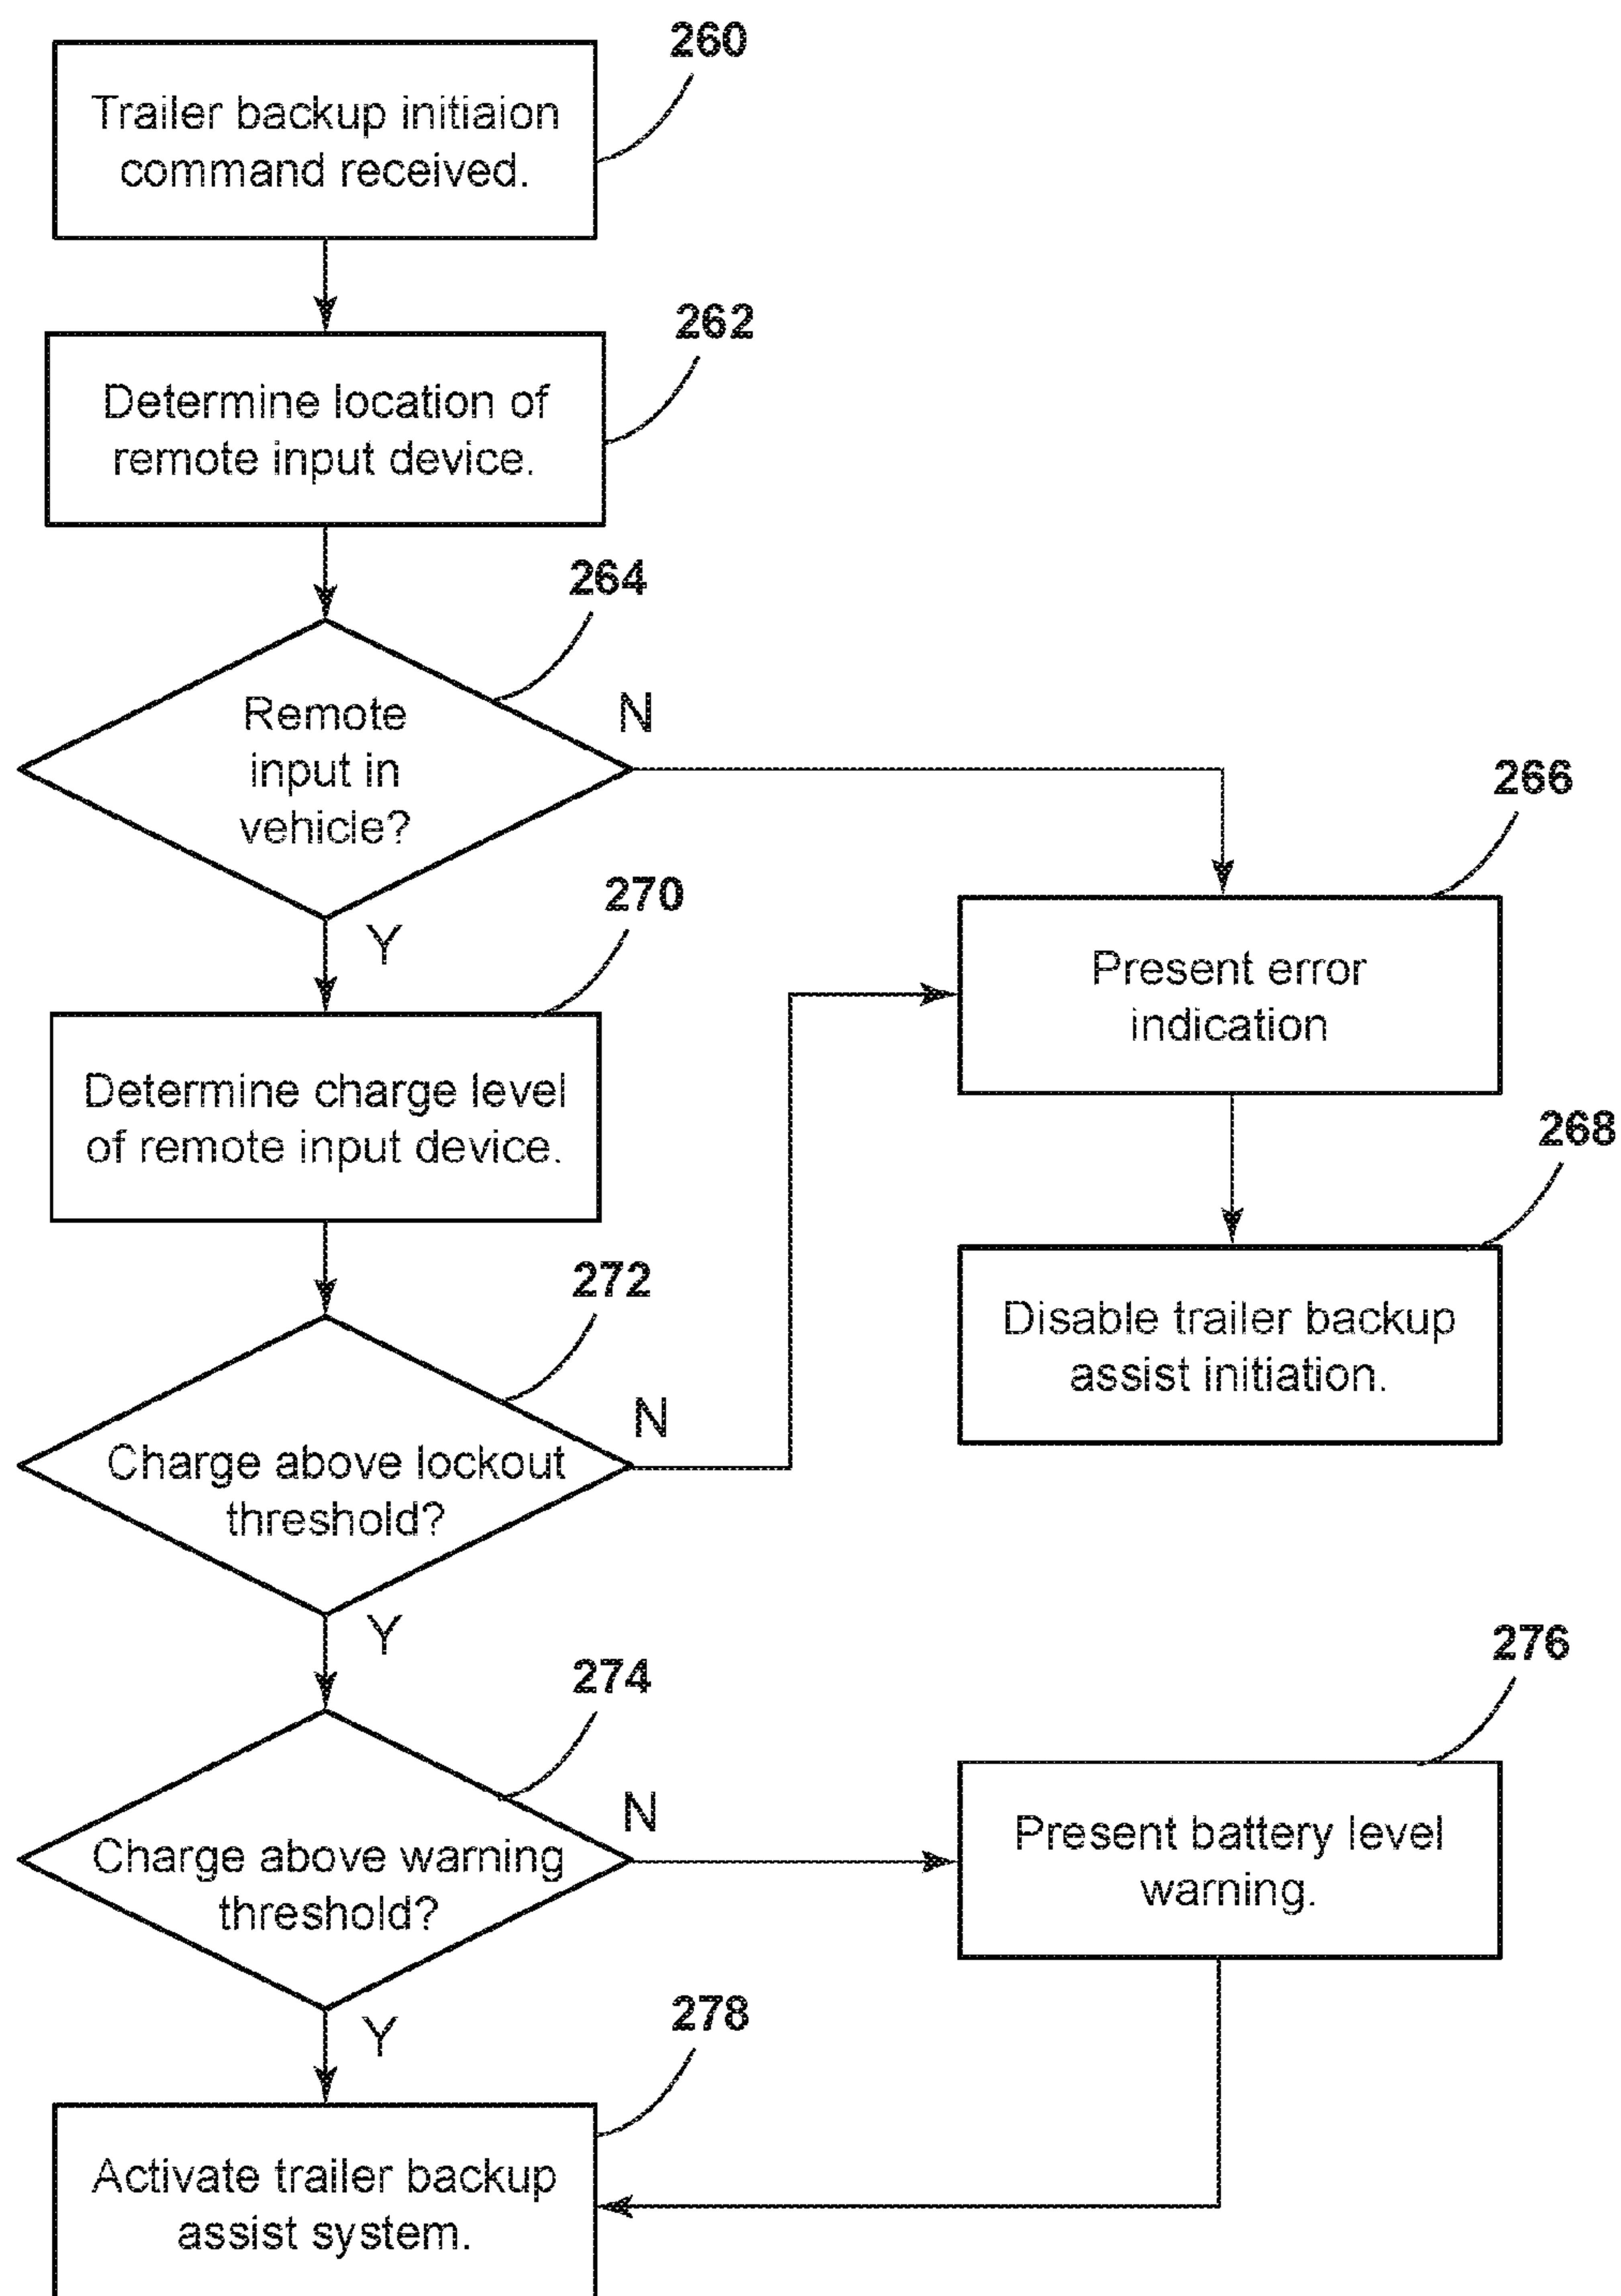 260
Trailer backup initiaion
command received.
262
Determine location of
remote input device.
264
Remote
input in
vehicle?
N
Y
266
Present error
indication
270
Determine charge level
of remote input device.
268
Disable trailer backup
assist initiation.
272
Charge above lockout
threshold?
N
Y
274
Charge above warning
threshold?
N
Y
276
Present battery level
warning.
278
Activate trailer backup
assist system.